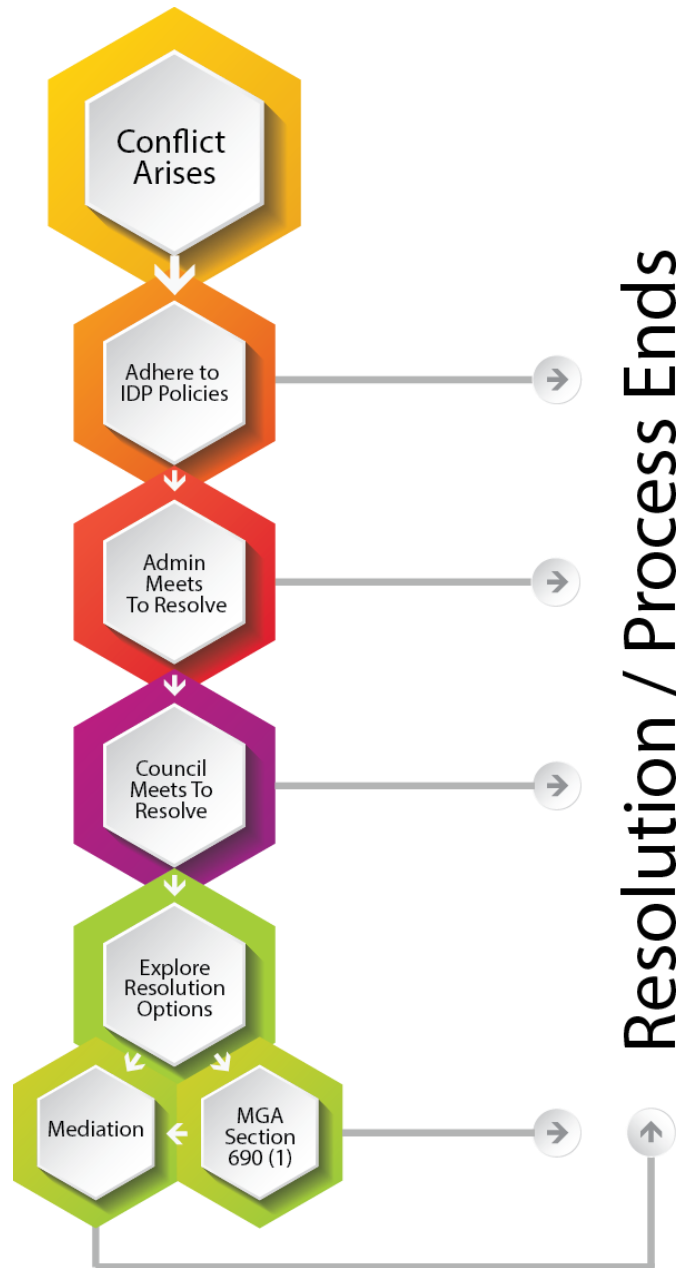 Conflict
Arises
Adhere to
IDP Policies
Admin
Meets
To Resolve
Council
Meets To
Resolve
Explore
Resolution
Options
Mediation
MGA
Section
690 (1)
Resolution / Process Ends